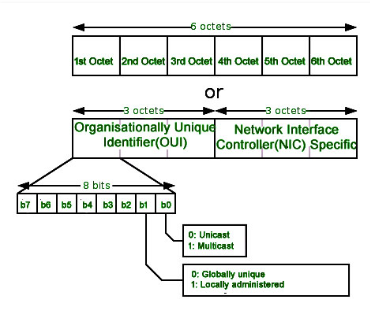 6 octets
1st Octet 2nd Octet 3rd Octet 4th Octet 5th Octet 6th Octet
or
3 octets 3 octets
Organisationally Unique Network Interface
Identifier(OUI) Controller(NIC) Specific
8 bits
b7 b6 b5 b4 b3 b2 b1 b0
0: Unicast
1: Multicast
0: Globally unique
1: Locally administered